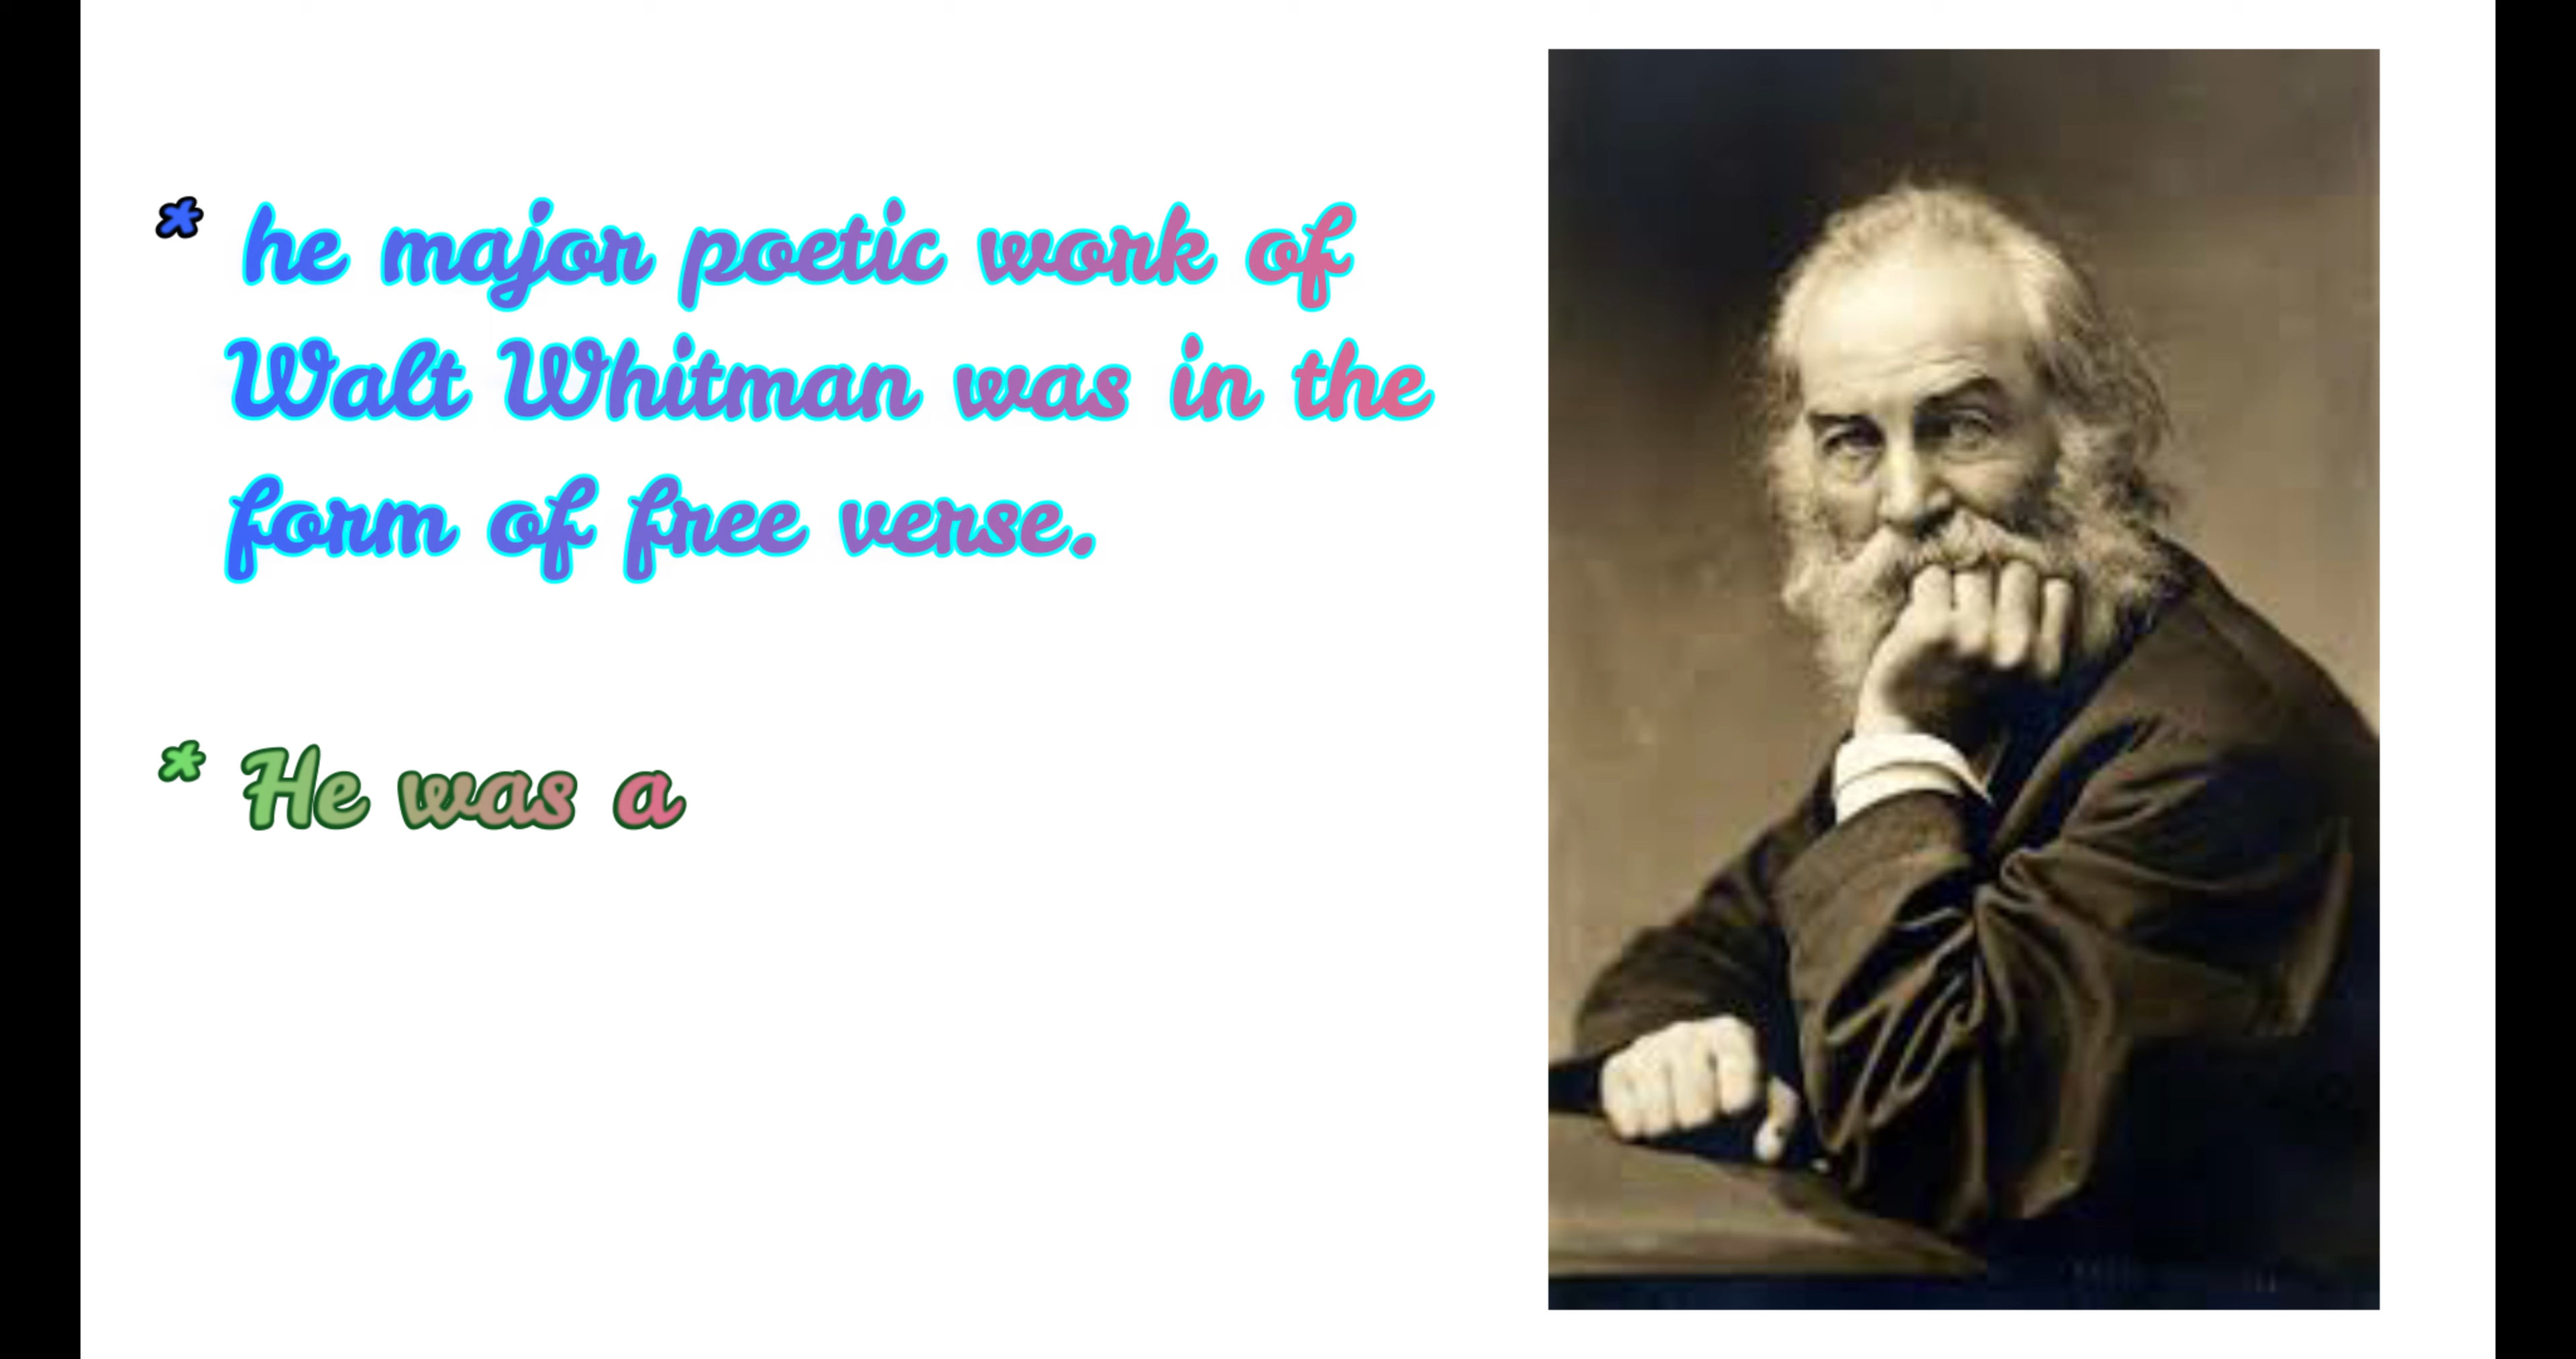 * he major poetic work of
Walt Whitman was in the
form of free verse.
* He was a